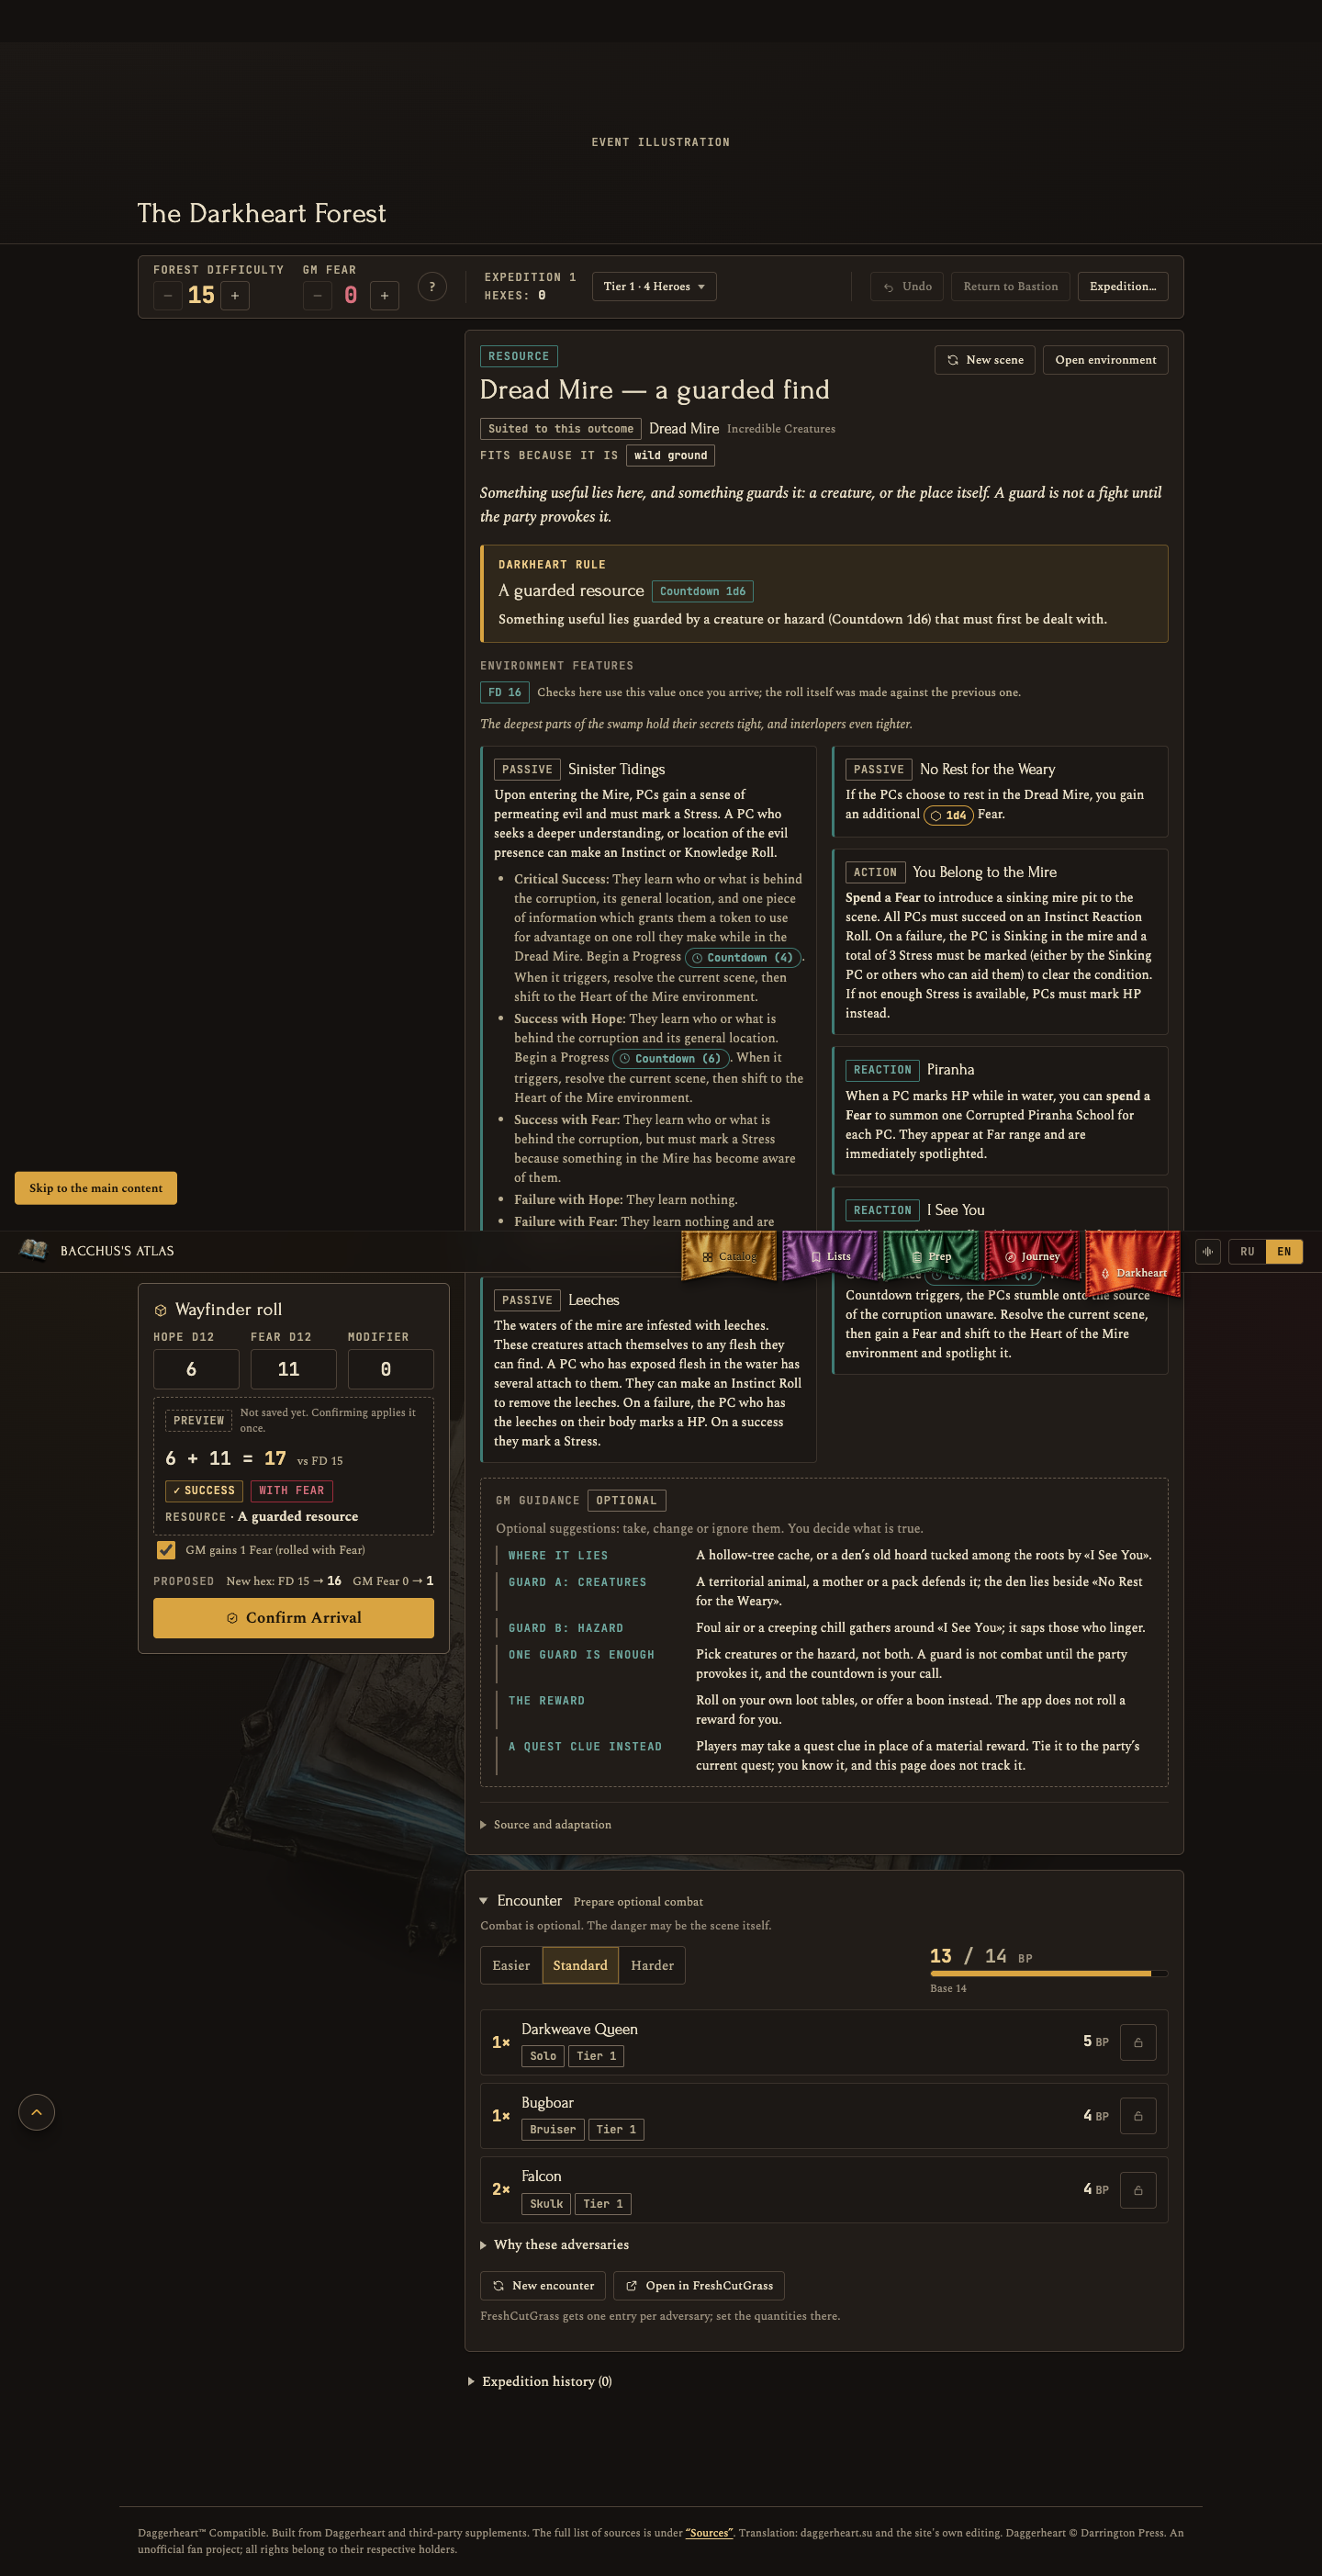 EVENT ILLUSTRATION
The Darkheart Forest
FOREST DIFFICULTY
GM FEAR
− 15 +
− 0 +
?
EXPEDITION 1
HEXES: 0
Tier 1 · 4 Heroes
Undo
Return to Bastion
Expedition…
RESOURCE
New scene
Open environment
Dread Mire — a guarded find
Suited to this outcome Dread Mire Incredible Creatures
FITS BECAUSE IT IS wild ground
Something useful lies here, and something guards it: a creature, or the place itself. A guard is not a fight until
the party provokes it.
DARKHEART RULE
A guarded resource Countdown 1d6
Something useful lies guarded by a creature or hazard (Countdown 1d6) that must first be dealt with.
ENVIRONMENT FEATURES
FD 16 Checks here use this value once you arrive; the roll itself was made against the previous one.
The deepest parts of the swamp hold their secrets tight, and interlopers even tighter.
PASSIVE Sinister Tidings
Upon entering the Mire, PCs gain a sense of
permeating evil and must mark a Stress. A PC who
seeks a deeper understanding, or location of the evil
presence can make an Instinct or Knowledge Roll.
• Critical Success: They learn who or what is behind
the corruption, its general location, and one piece
of information which grants them a token to use
for advantage on one roll they make while in the
Dread Mire. Begin a Progress Countdown (4).
When it triggers, resolve the current scene, then
shift to the Heart of the Mire environment.
• Success with Hope: They learn who or what is
behind the corruption and its general location.
Begin a Progress Countdown (6). When it
triggers, resolve the current scene, then shift to the
Heart of the Mire environment.
• Success with Fear: They learn who or what is
behind the corruption, but must mark a Stress
because something in the Mire has become aware
of them.
• Failure with Hope: They learn nothing.
• Failure with Fear: They learn nothing and are
PASSIVE No Rest for the Weary
If the PCs choose to rest in the Dread Mire, you gain
an additional 1d4 Fear.
ACTION You Belong to the Mire
Spend a Fear to introduce a sinking mire pit to the
scene. All PCs must succeed on an Instinct Reaction
Roll. On a failure, the PC is Sinking in the mire and a
total of 3 Stress must be marked (either by the Sinking
PC or others who can aid them) to clear the condition.
If not enough Stress is available, PCs must mark HP
instead.
REACTION Piranha
When a PC marks HP while in water, you can spend a
Fear to summon one Corrupted Piranha School for
each PC. They appear at Far range and are
immediately spotlighted.
REACTION I See You
Skip to the main content
BACCHUS'S ATLAS
Catalog
Lists
Prep
Journey
Darkheart
RU EN
Countdown triggers, the PCs stumble onto the source
of the corruption unaware. Resolve the current scene,
then gain a Fear and shift to the Heart of the Mire
environment and spotlight it.
PASSIVE Leeches
The waters of the mire are infested with leeches.
These creatures attach themselves to any flesh they
can find. A PC who has exposed flesh in the water has
several attach to them. They can make an Instinct Roll
to remove the leeches. On a failure, the PC who has
the leeches on their body marks a HP. On a success
they mark a Stress.
Wayfinder roll
HOPE D12 FEAR D12 MODIFIER
6 11 0
PREVIEW Not saved yet. Confirming applies it
once.
6 + 11 = 17 vs FD 15
✓ SUCCESS WITH FEAR
RESOURCE · A guarded resource
GM gains 1 Fear (rolled with Fear)
PROPOSED New hex: FD 15 → 16 GM Fear 0 → 1
Confirm Arrival
GM GUIDANCE OPTIONAL
Optional suggestions: take, change or ignore them. You decide what is true.
WHERE IT LIES A hollow-tree cache, or a den's old hoard tucked among the roots by «I See You».
GUARD A: CREATURES A territorial animal, a mother or a pack defends it; the den lies beside «No Rest
for the Weary».
GUARD B: HAZARD Foul air or a creeping chill gathers around «I See You»; it saps those who linger.
ONE GUARD IS ENOUGH Pick creatures or the hazard, not both. A guard is not combat until the party
provokes it, and the countdown is your call.
THE REWARD Roll on your own loot tables, or offer a boon instead. The app does not roll a
reward for you.
A QUEST CLUE INSTEAD Players may take a quest clue in place of a material reward. Tie it to the party's
current quest; you know it, and this page does not track it.
Source and adaptation
Encounter Prepare optional combat
Combat is optional. The danger may be the scene itself.
Easier Standard Harder
13 / 14 BP
Base 14
1× Darkweave Queen 5 BP
Solo Tier 1
1× Bugboar 4 BP
Bruiser Tier 1
2× Falcon 4 BP
Skulk Tier 1
Why these adversaries
New encounter
Open in FreshCutGrass
FreshCutGrass gets one entry per adversary; set the quantities there.
Expedition history (0)
Daggerheart™ Compatible. Built from Daggerheart and third-party supplements. The full list of sources is under “Sources”. Translation: daggerheart.su and the site's own editing. Daggerheart © Darrington Press. An
unofficial fan project; all rights belong to their respective holders.